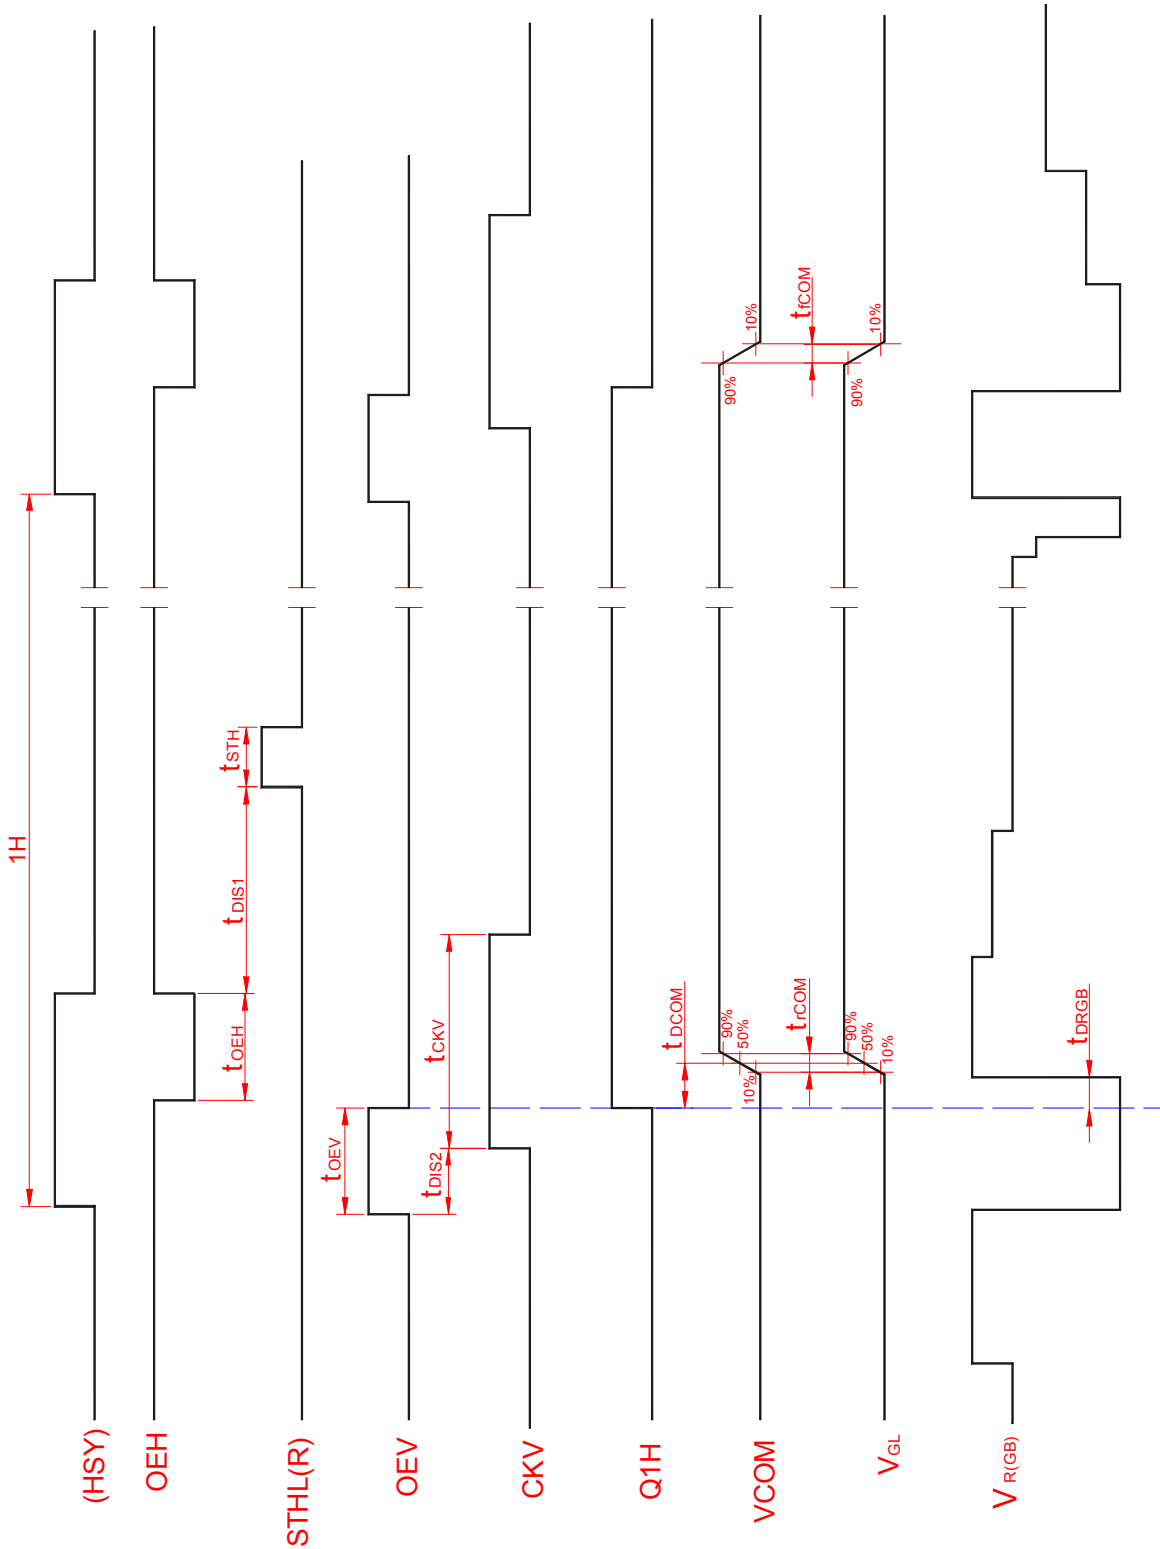 (HSY)
1H
OEH
tOEH
STHL(R)
tDIS1
tSTH
OEV
tOEV
CKV
tDIS2
tCKV
Q1H
tDCOM
VCOM
10%
50%
90%
90%
10%
trCOM
tfCOM
VGL
10%
50%
90%
90%
10%
VR(GB)
tDRGB